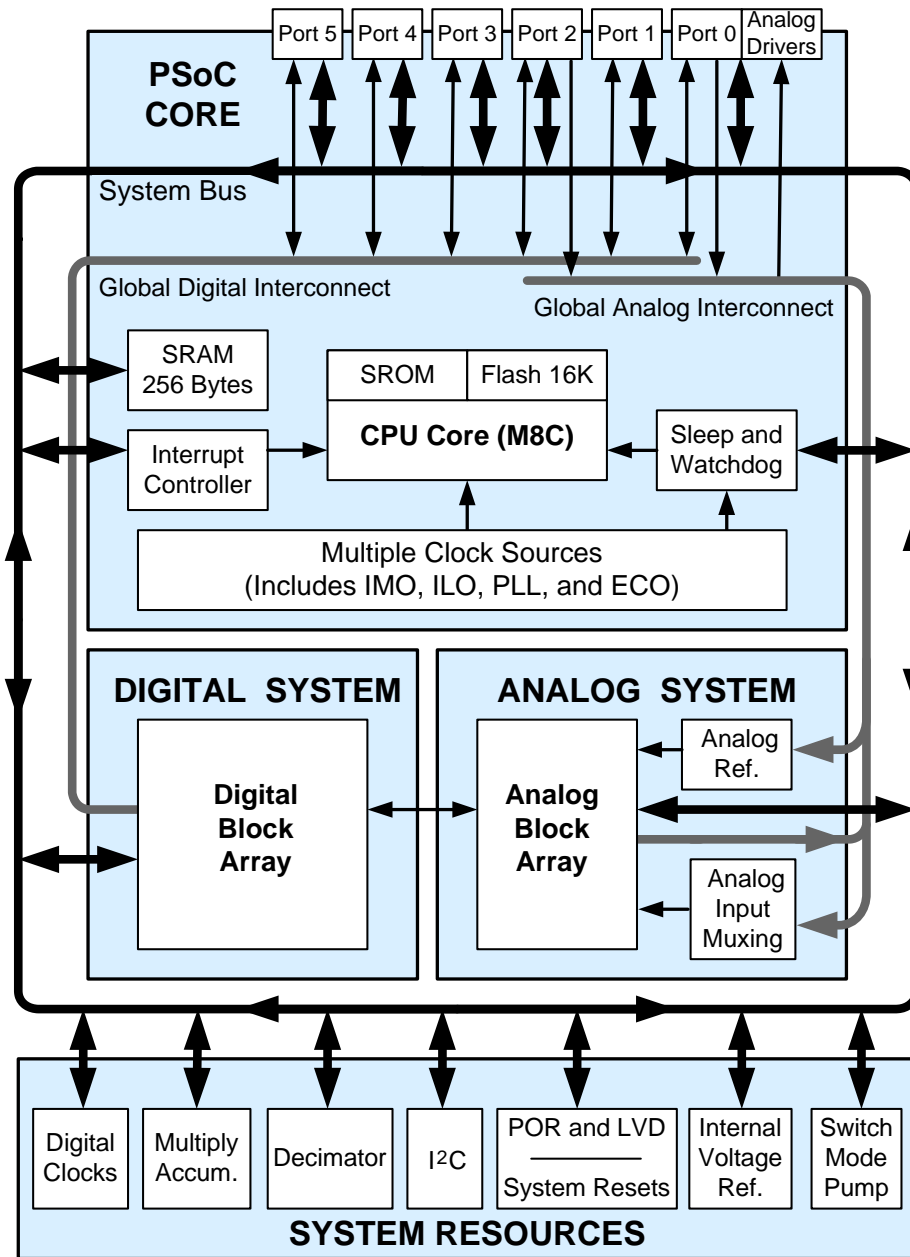 Port 5
Port 4
Port 3
Port 2
Port 1
Port 0
Analog
Drivers
PSoC
CORE
System Bus
Global Digital Interconnect
Global Analog Interconnect
SRAM
256 Bytes
SROM
Flash 16K
CPU Core (M8C)
Interrupt
Controller
Sleep and
Watchdog
Multiple Clock Sources
(Includes IMO, ILO, PLL, and ECO)
DIGITAL SYSTEM
Digital
Block
Array
ANALOG SYSTEM
Analog
Block
Array
Analog
Ref.
Analog
Input
Muxing
Digital
Clocks
Multiply
Accum.
Decimator
I²C
POR and LVD
System Resets
Internal
Voltage
Ref.
Switch
Mode
Pump
SYSTEM RESOURCES